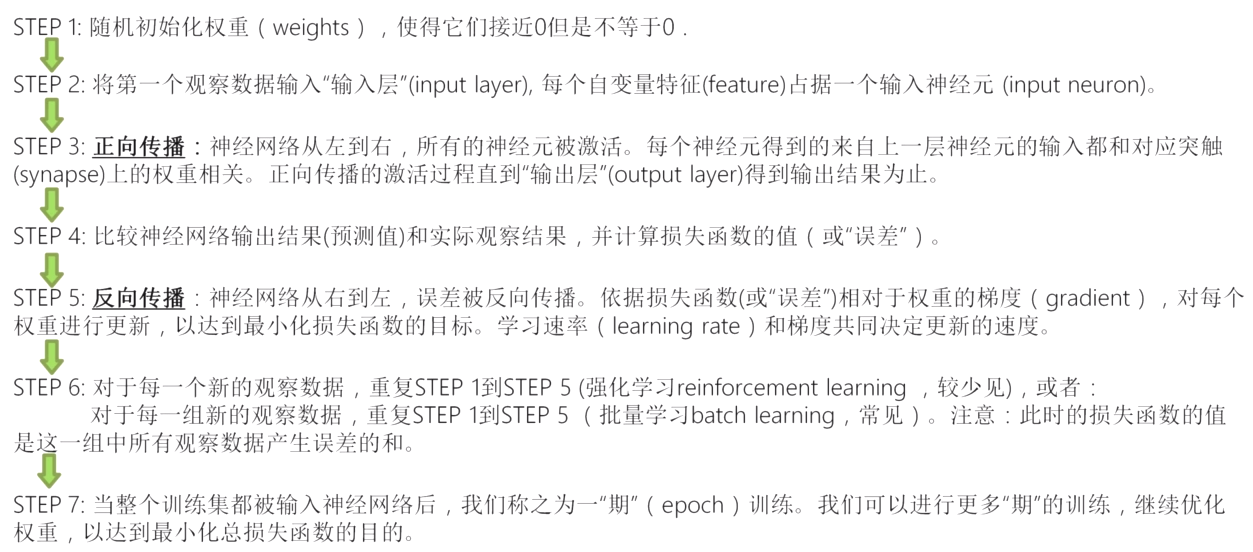 STEP 1: 随机初始化权重（weights），使得它们接近0但是不等于0．
STEP 2: 将第一个观察数据输入“输入层”(input layer), 每个自变量特征(feature)占据一个输入神经元 (input neuron)。
STEP 3: 正向传播：神经网络从左到右，所有的神经元被激活。每个神经元得到的来自上一层神经元的输入都和对应突触
(synapse)上的权重相关。正向传播的激活过程直到“输出层”(output layer)得到输出结果为止。
STEP 4: 比较神经网络输出结果(预测值)和实际观察结果，并计算损失函数的值（或“误差”）。
STEP 5: 反向传播：神经网络从右到左，误差被反向传播。依据损失函数(或“误差”)相对于权重的梯度（gradient），对每个
权重进行更新，以达到最小化损失函数的目标。学习速率（learning rate）和梯度共同决定更新的速度。
STEP 6: 对于每一个新的观察数据，重复STEP 1到STEP 5 (强化学习reinforcement learning ，较少见)，或者：
对于每一组新的观察数据，重复STEP 1到STEP 5 （批量学习batch learning，常见）。注意：此时的损失函数的值
是这一组中所有观察数据产生误差的和。
STEP 7: 当整个训练集都被输入神经网络后，我们称之为一“期”（epoch）训练。我们可以进行更多“期”的训练，继续优化
权重，以达到最小化总损失函数的目的。